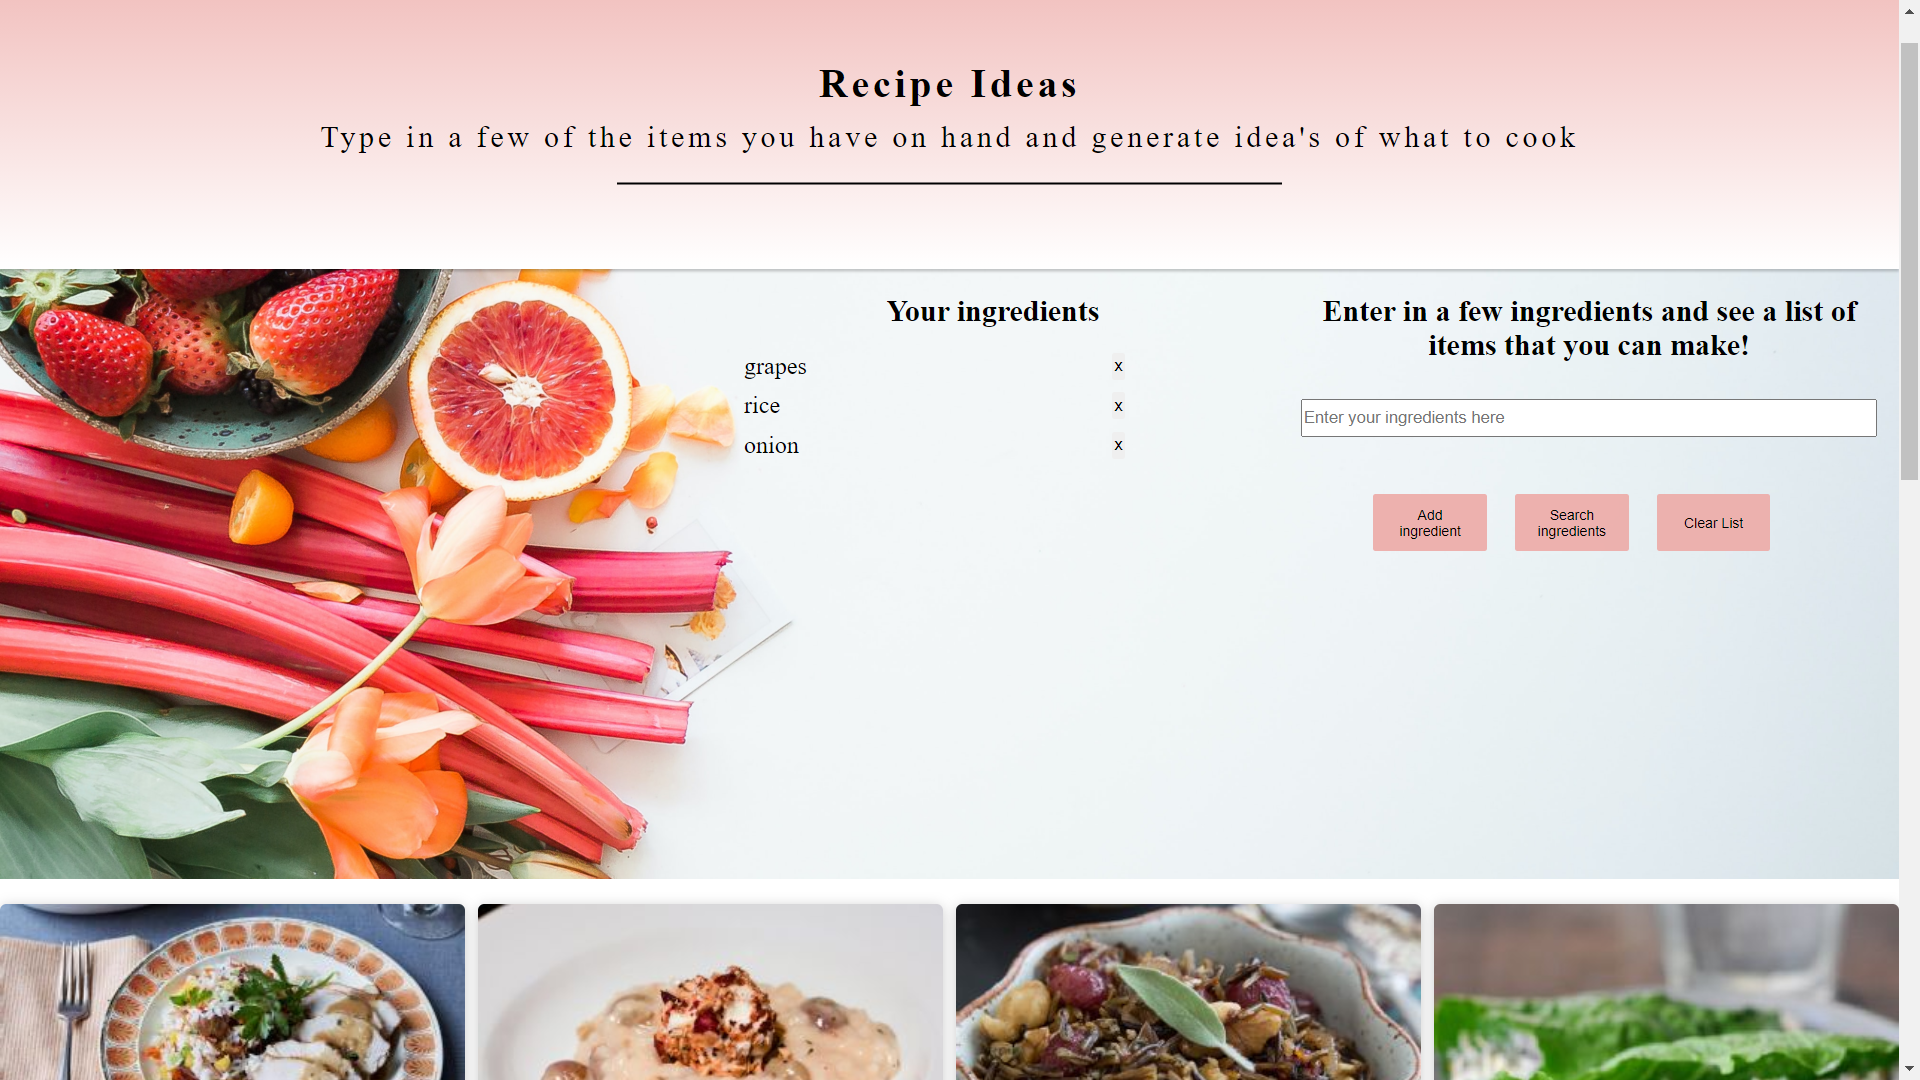 Recipe Ideas
Type in a few of the items you have on hand and generate idea's of what to cook
Your ingredients
grapes x
rice x
onion x
Enter in a few ingredients and see a list of
items that you can make!
Enter your ingredients here
Add
ingredient
Search
ingredients
Clear List